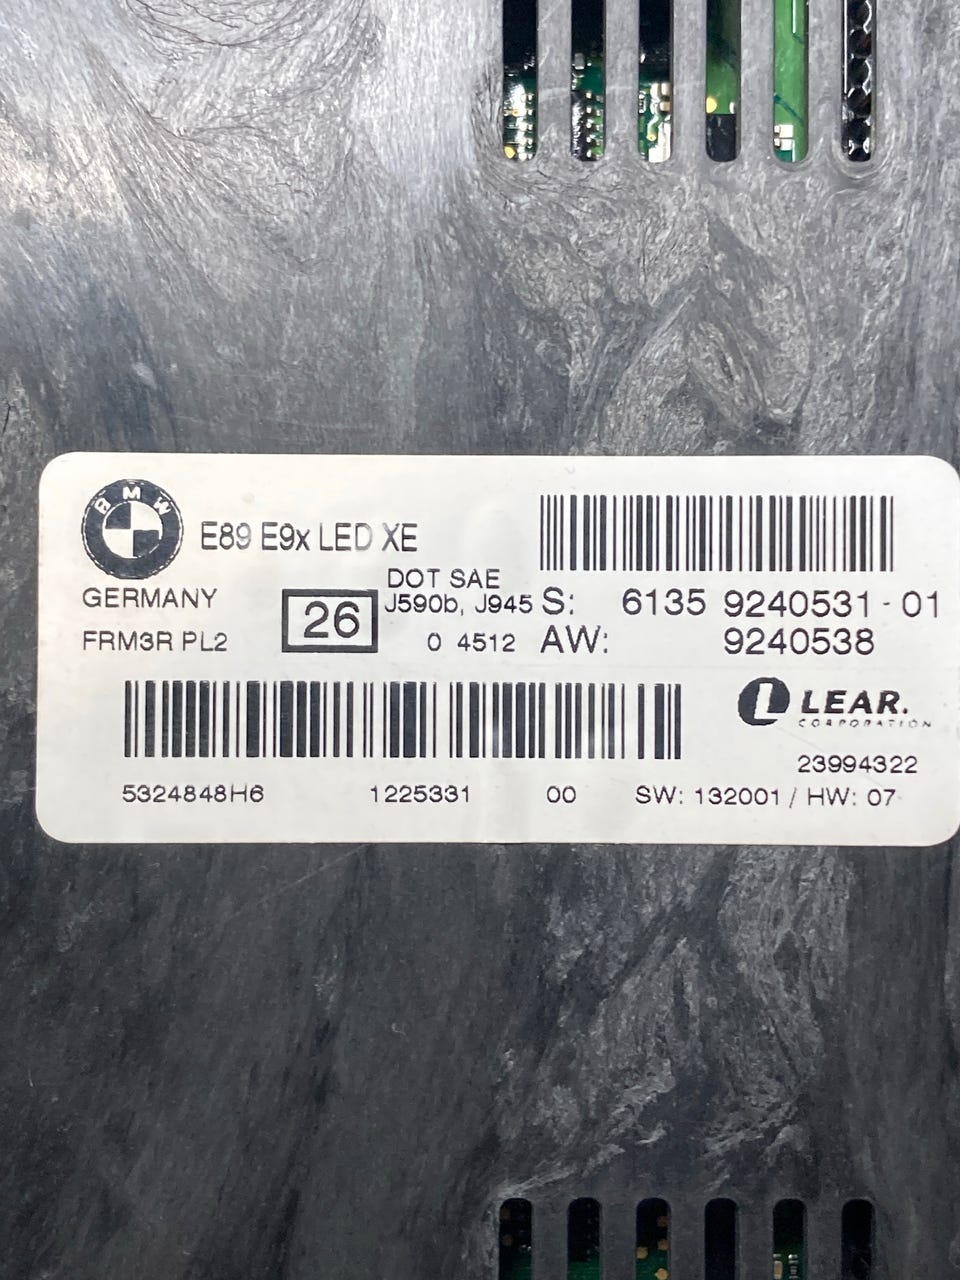 BMW
E89 E9x LED XE
GERMANY
FRM3R PL2
26
DOT SAE
J590b, J945
0 4512
S: 6135 9240531-01
AW: 9240538
LEAR.
CORPORATION
23994322
5324848H6 1225331 00 SW: 132001 / HW: 07